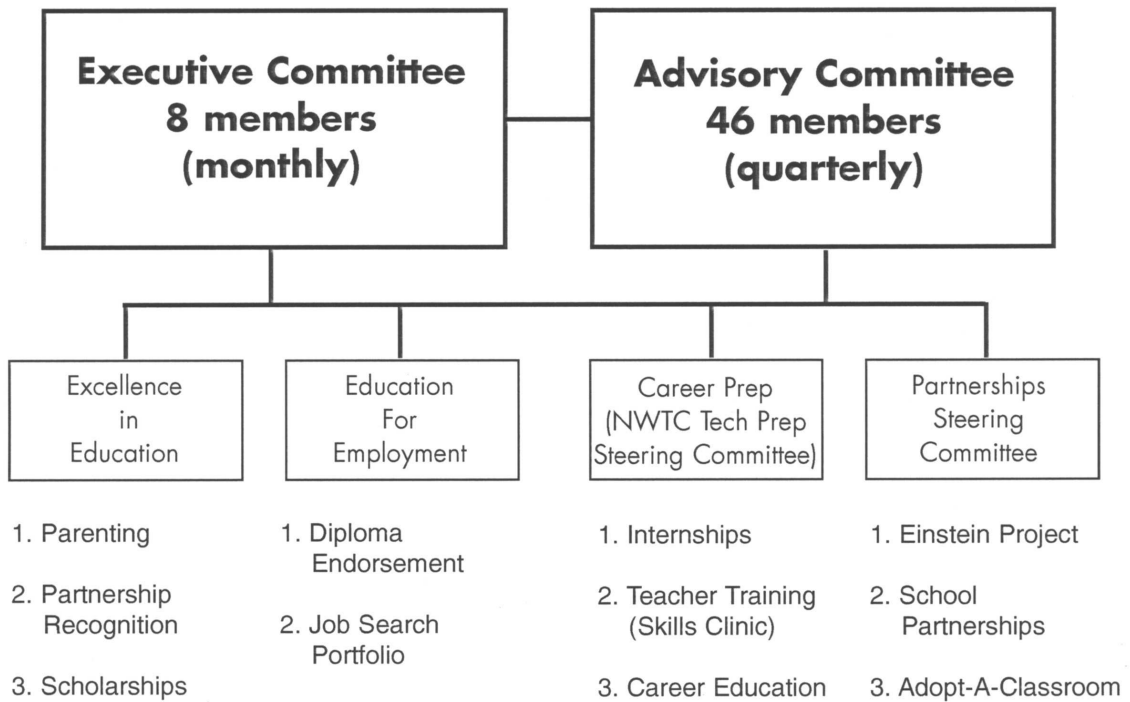 Executive Committee
8 members
(monthly)
Advisory Committee
46 members
(quarterly)
Excellence
in
Education
Education
For
Employment
Career Prep
(NWTC Tech Prep
Steering Committee)
Partnerships
Steering
Committee
1. Parenting
2. Partnership
Recognition
3. Scholarships
1. Diploma
Endorsement
2. Job Search
Portfolio
1. Internships
2. Teacher Training
(Skills Clinic)
3. Career Education
1. Einstein Project
2. School
Partnerships
3. Adopt-A-Classroom